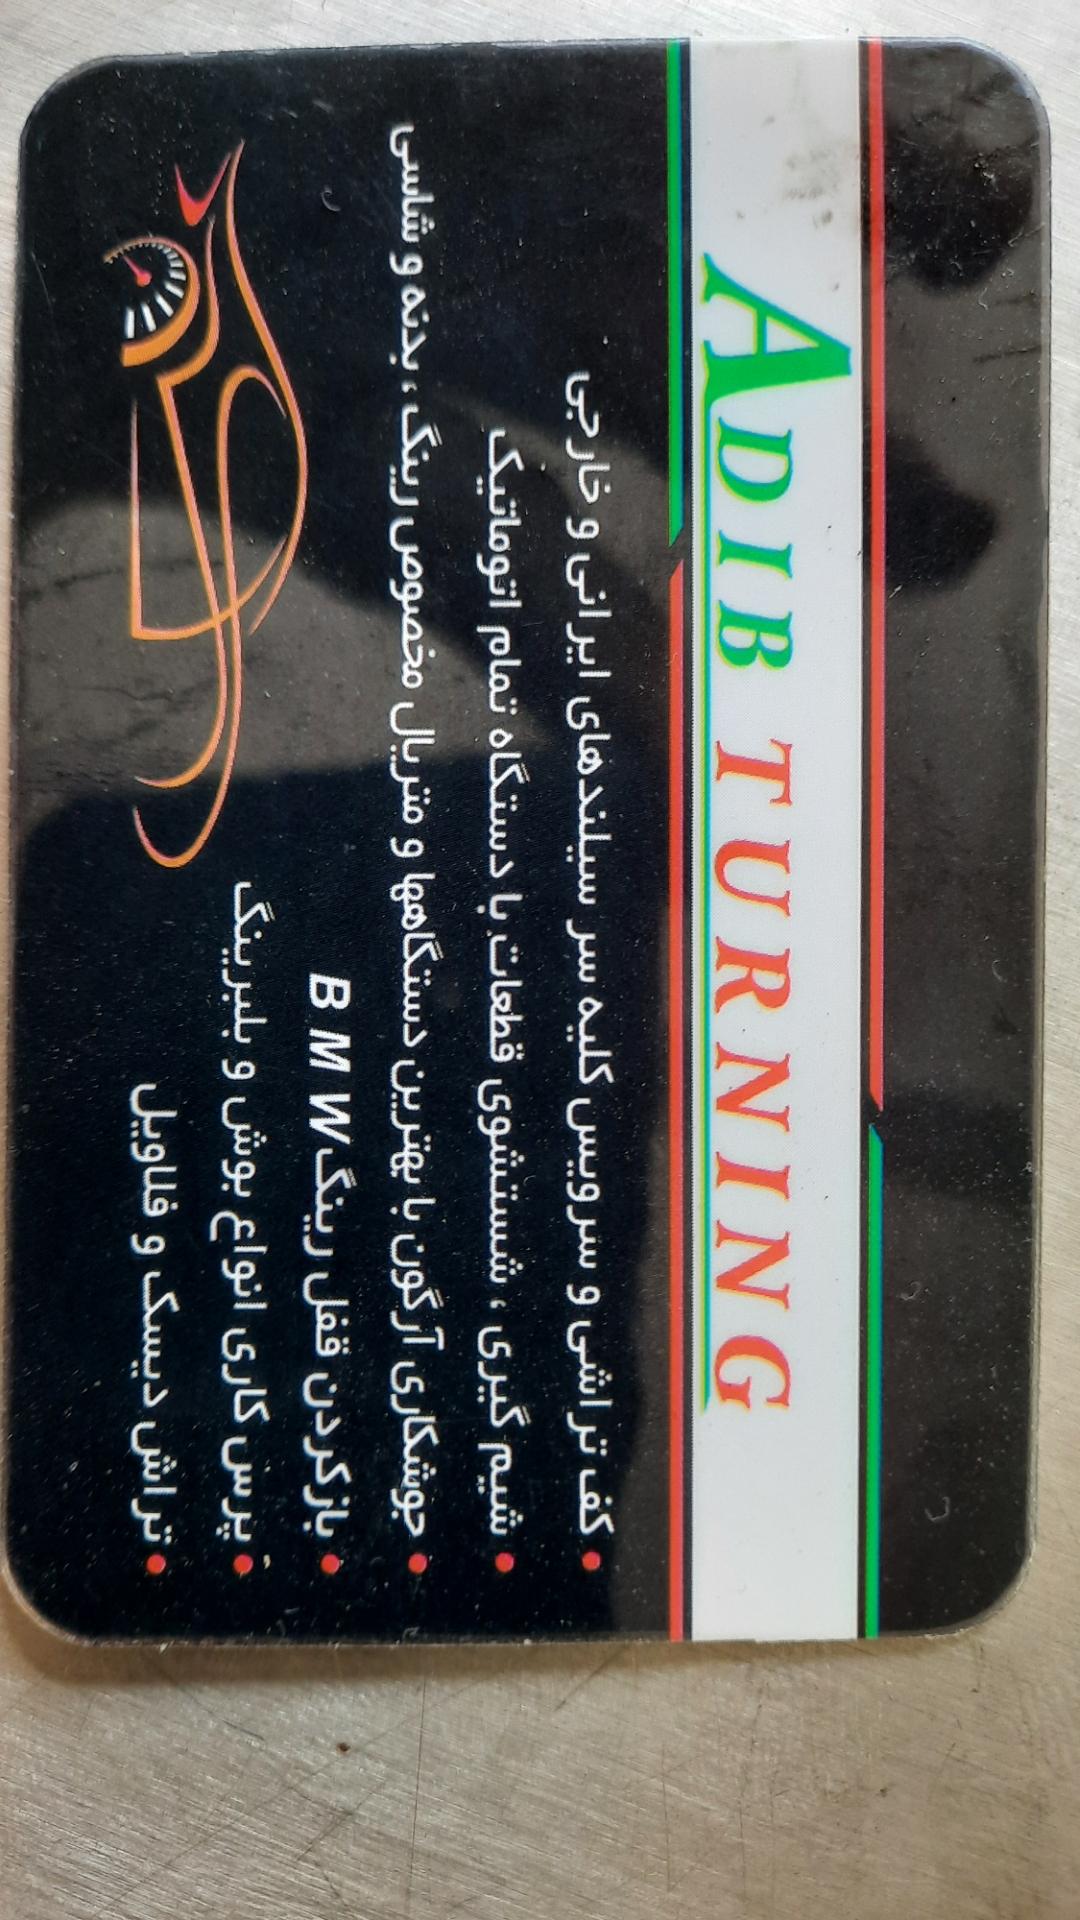 ADIB TURNING
• کف تراشی و سرویس کلیه سر سیلندهای ایرانی و خارجی
• شیم گیری ، شستشوی قطعات با دستگاه تمام اتوماتیک
• جوشکاری آرگون با بهترین دستگاهها و متریال مخصوص رینگ ، بدنه و شاسی
• بازکردن قفل رینگ BMW
• پرس کاری انواع بوش و بلبرینگ
• تراش دیسک و فلاویل